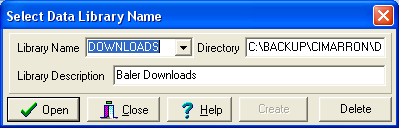 Select Data Library Name
Library Name DOWNLOADS Directory C:\BACKUP\CIMARRON\D
Library Description Baler Downloads
Open Close Help Create Delete